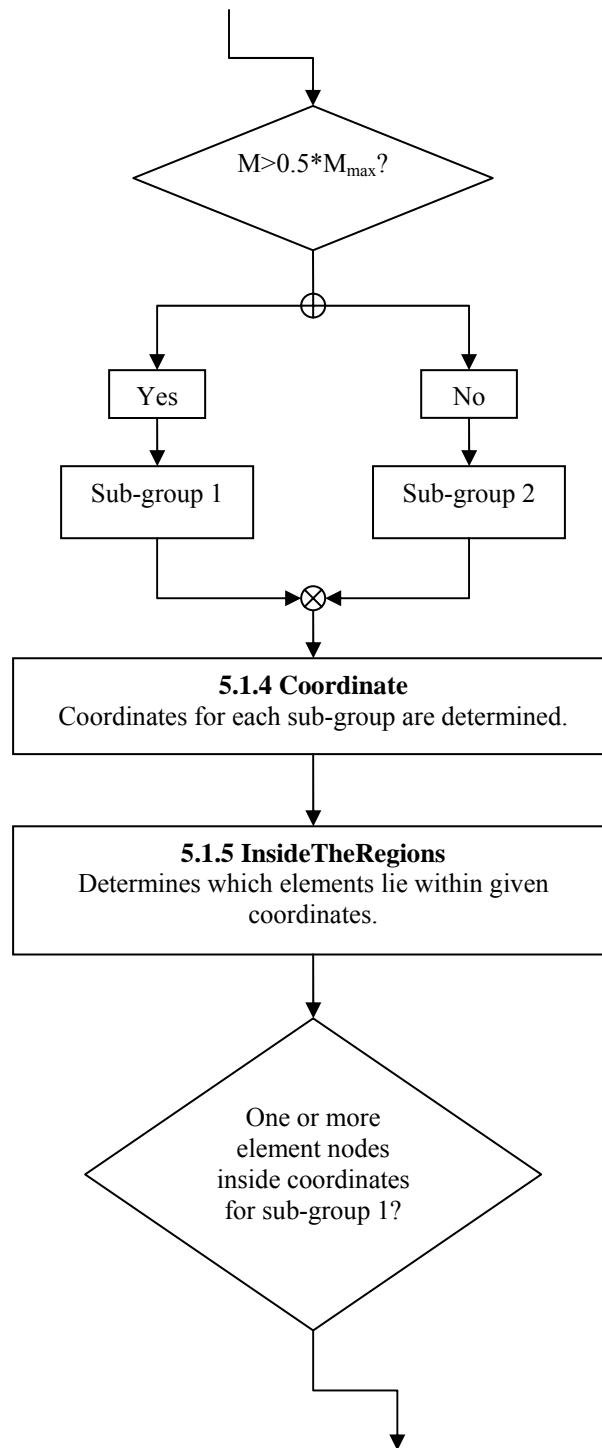 M>0.5*Mmax?
Yes
No
Sub-group 1
Sub-group 2
5.1.4 Coordinate
Coordinates for each sub-group are determined.
5.1.5 InsideTheRegions
Determines which elements lie within given
coordinates.
One or more
element nodes
inside coordinates
for sub-group 1?